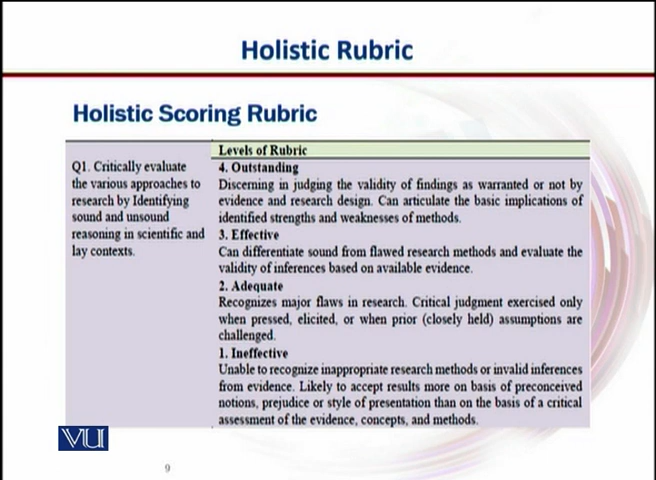 Holistic Rubric
Holistic Scoring Rubric
Levels of Rubric
Q1. Critically evaluate
the various approaches to
research by Identifying
sound and unsound
reasoning in scientific and
lay contexts.
4. Outstanding
Discerning in judging the validity of findings as warranted or not by
evidence and research design. Can articulate the basic implications of
identified strengths and weaknesses of methods.
3. Effective
Can differentiate sound from flawed research methods and evaluate the
validity of inferences based on available evidence.
2. Adequate
Recognizes major flaws in research. Critical judgment exercised only
when pressed, elicited, or when prior (closely held) assumptions are
challenged.
1. Ineffective
Unable to recognize inappropriate research methods or invalid inferences
from evidence. Likely to accept results more on basis of preconceived
notions, prejudice or style of presentation than on the basis of a critical
assessment of the evidence, concepts, and methods.
VU
9